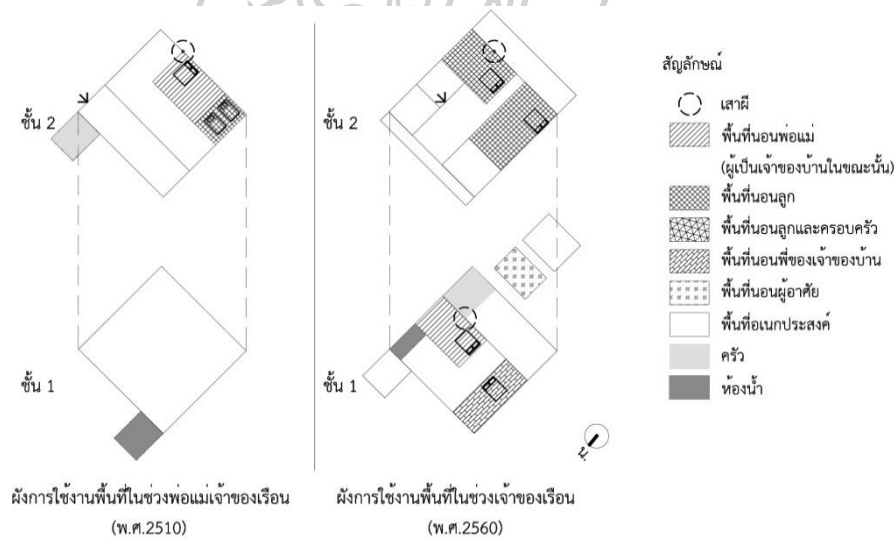 ชั้น 2
ชั้น 1
ผังการใช้งานพื้นที่ในช่วงพ่อแม่เจ้าของเรือน
(พ.ศ.2510)
ชั้น 2
ชั้น 1
น.
ผังการใช้งานพื้นที่ในช่วงเจ้าของเรือน
(พ.ศ.2560)
สัญลักษณ์
เสาผี
พื้นที่นอนพ่อแม่
(ผู้เป็นเจ้าของบ้านในขณะนั้น)
พื้นที่นอนลูก
พื้นที่นอนลูกและครอบครัว
พื้นที่นอนพี่ของเจ้าของบ้าน
พื้นที่นอนผู้อาศัย
พื้นที่อเนกประสงค์
ครัว
ห้องน้ำ